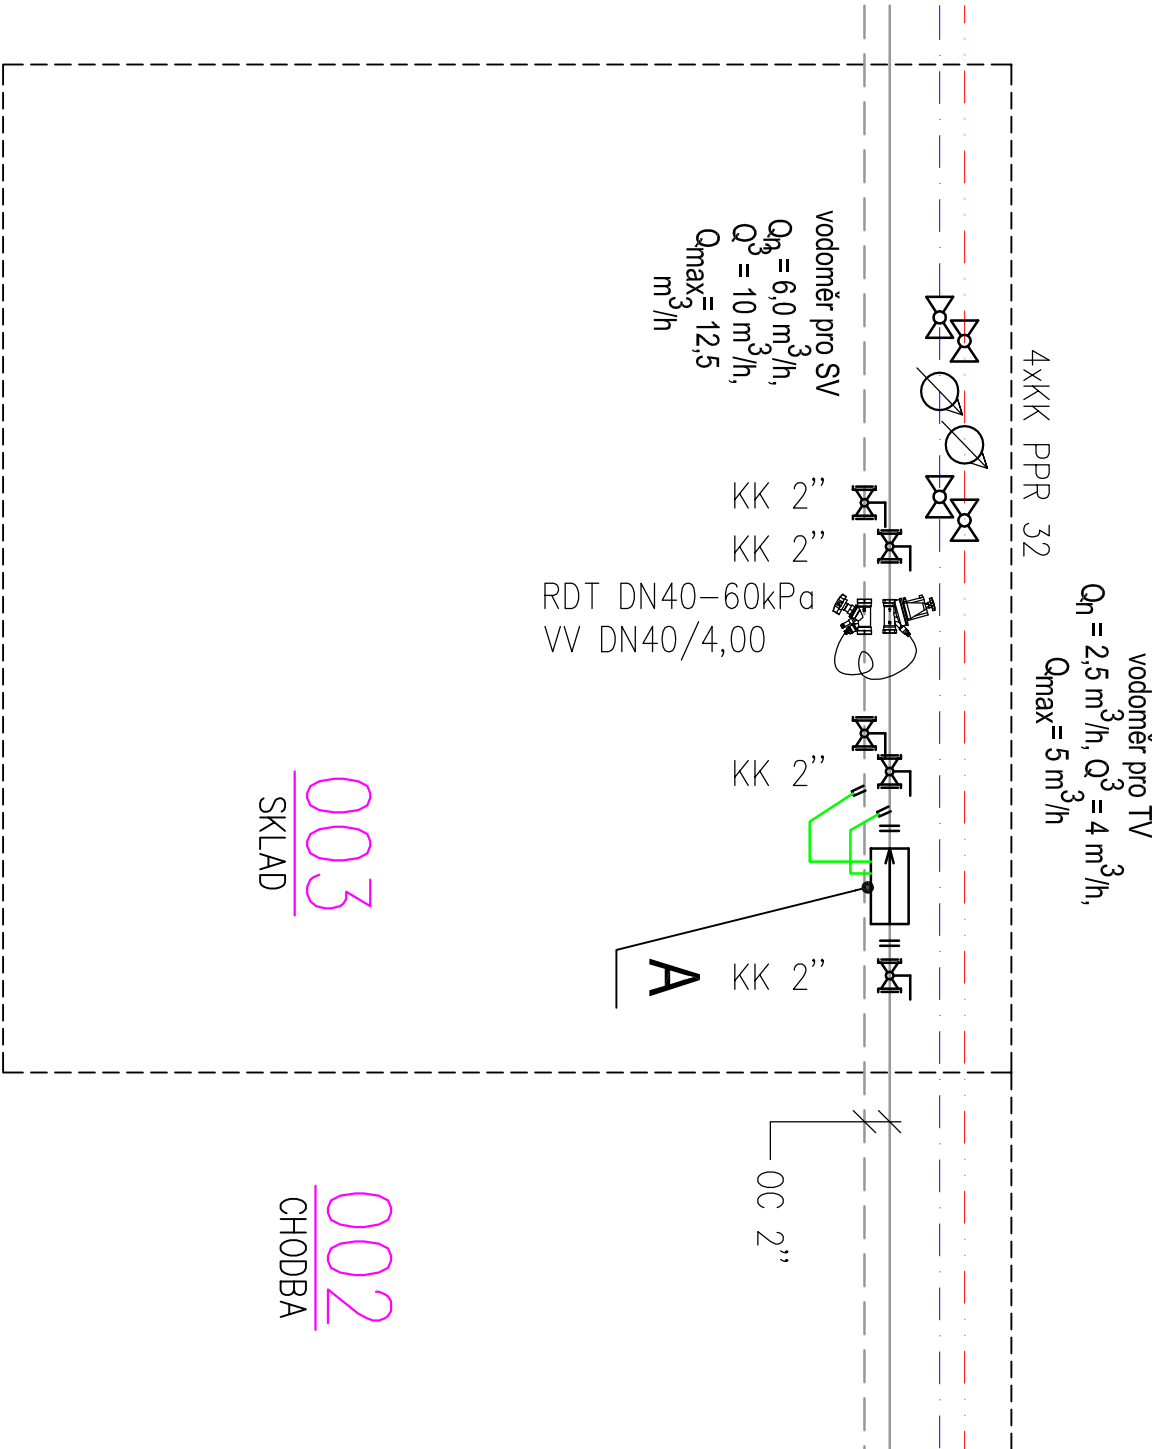 vodoměr pro SV
Qn = 6,0 m³/h,
Q³ = 10 m³/h,
Qmax = 12,5
m³/h
4xKK PPR 32
vodoměr pro TV
Qn = 2,5 m³/h, Q³ = 4 m³/h,
Qmax = 5 m³/h
KK 2”
KK 2”
RDT DN40-60kPa
VV DN40/4,00
KK 2”
003
SKLAD
A
KK 2”
OC 2”
002
CHODBA